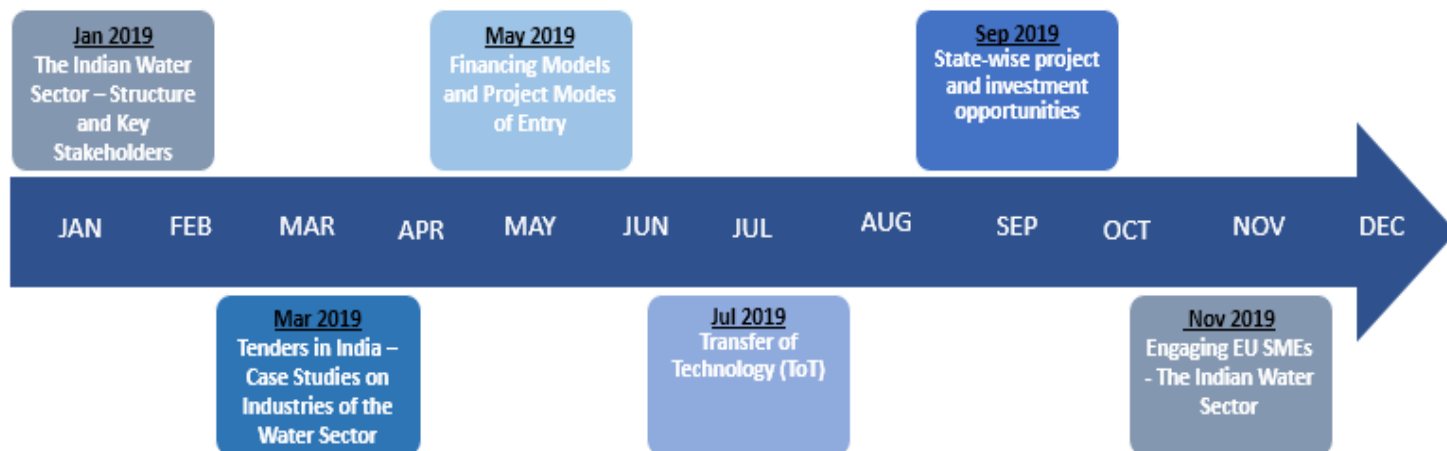 Jan 2019
The Indian Water
Sector – Structure
and Key
Stakeholders
May 2019
Financing Models
and Project Modes
of Entry
Sep 2019
State-wise project
and investment
opportunities
JAN FEB MAR APR MAY JUN JUL AUG SEP OCT NOV DEC
Mar 2019
Tenders in India –
Case Studies on
Industries of the
Water Sector
Jul 2019
Transfer of
Technology (ToT)
Nov 2019
Engaging EU SMEs
- The Indian Water
Sector